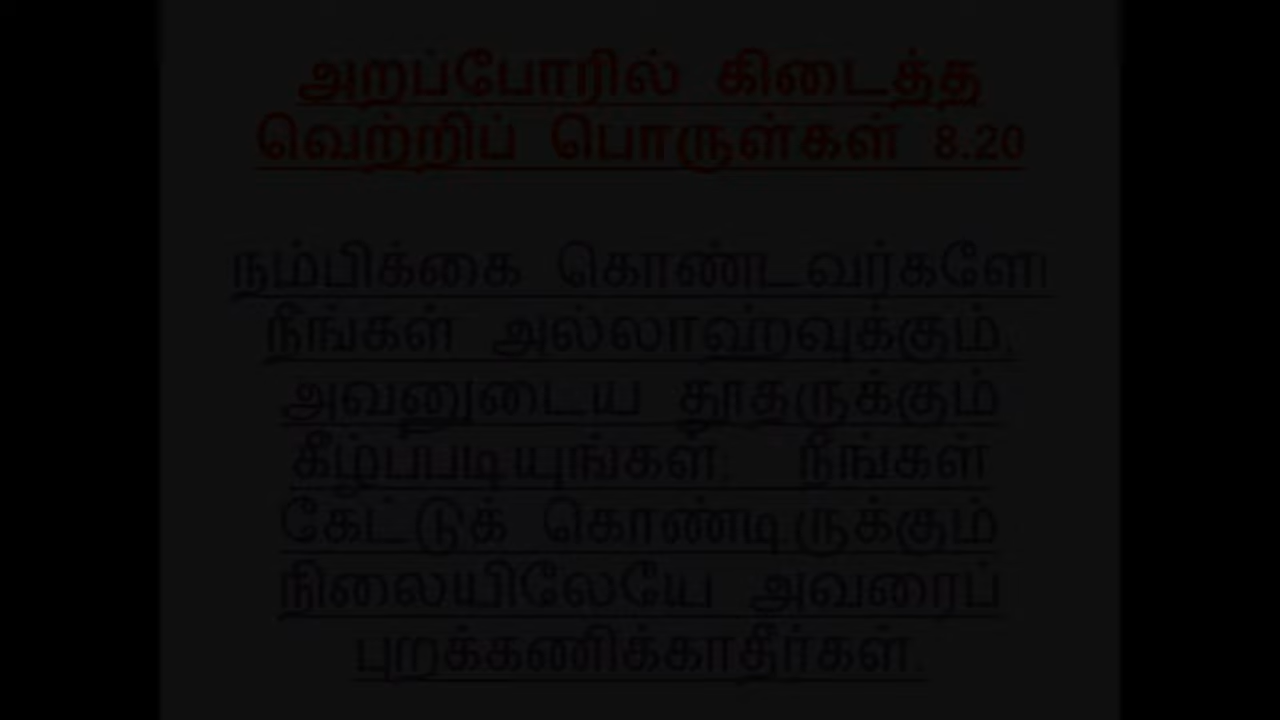 அறப்போரில் கிடைத்த
வெற்றிப் பொருள்கள் 8.20
நம்பிக்கை கொண்டவர்களே
நீங்கள் அல்லாஹ்வுக்கும்,
அவனுடைய தூதருக்கும்
கீழ்ப்படியுங்கள். நீங்கள்
கேட்டுக் கொண்டிருக்கும்
நிலையிலேயே அவரைப்
புறக்கணிக்காதீர்கள்.